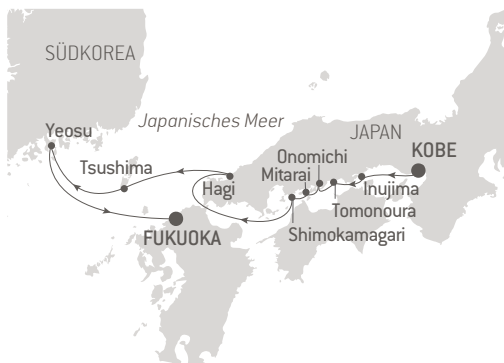 SÜDKOREA
Yeosu
Japanisches Meer
JAPAN
KOBE
Tsushima
Onomichi
Mitarai
Hagi
Inujima
Tomonoura
Shimokamagari
FUKUOKA